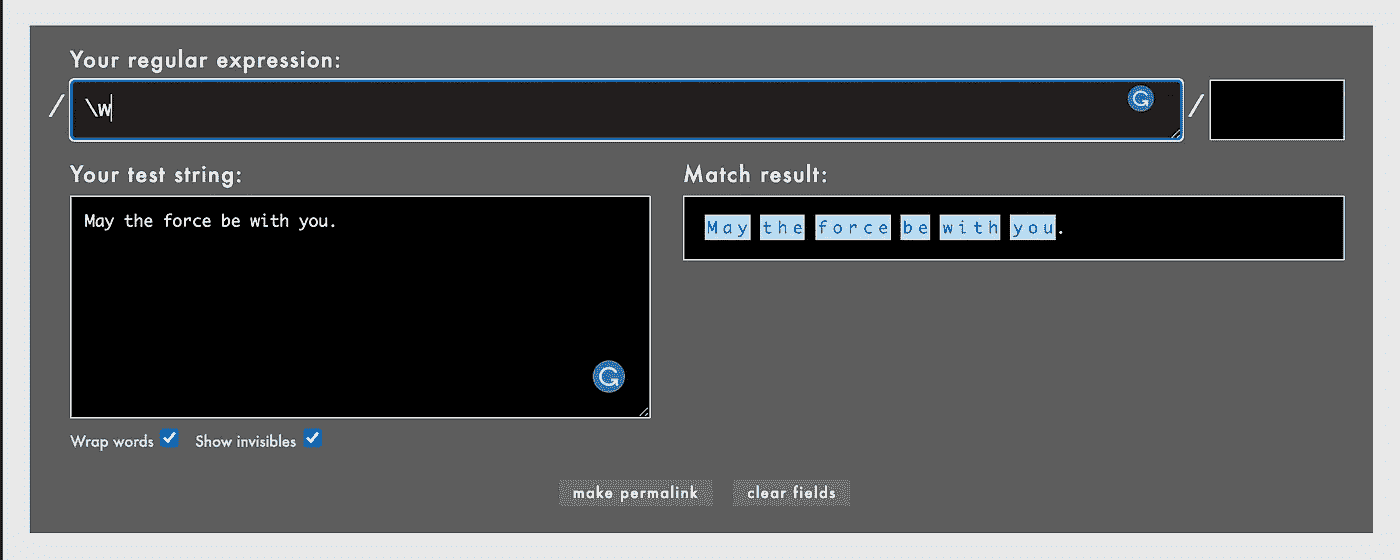 Your regular expression:
/ \w /
Your test string:
May the force be with you.
Match result:
May the force be with you.
Wrap words Show invisibles
make permalink clear fields